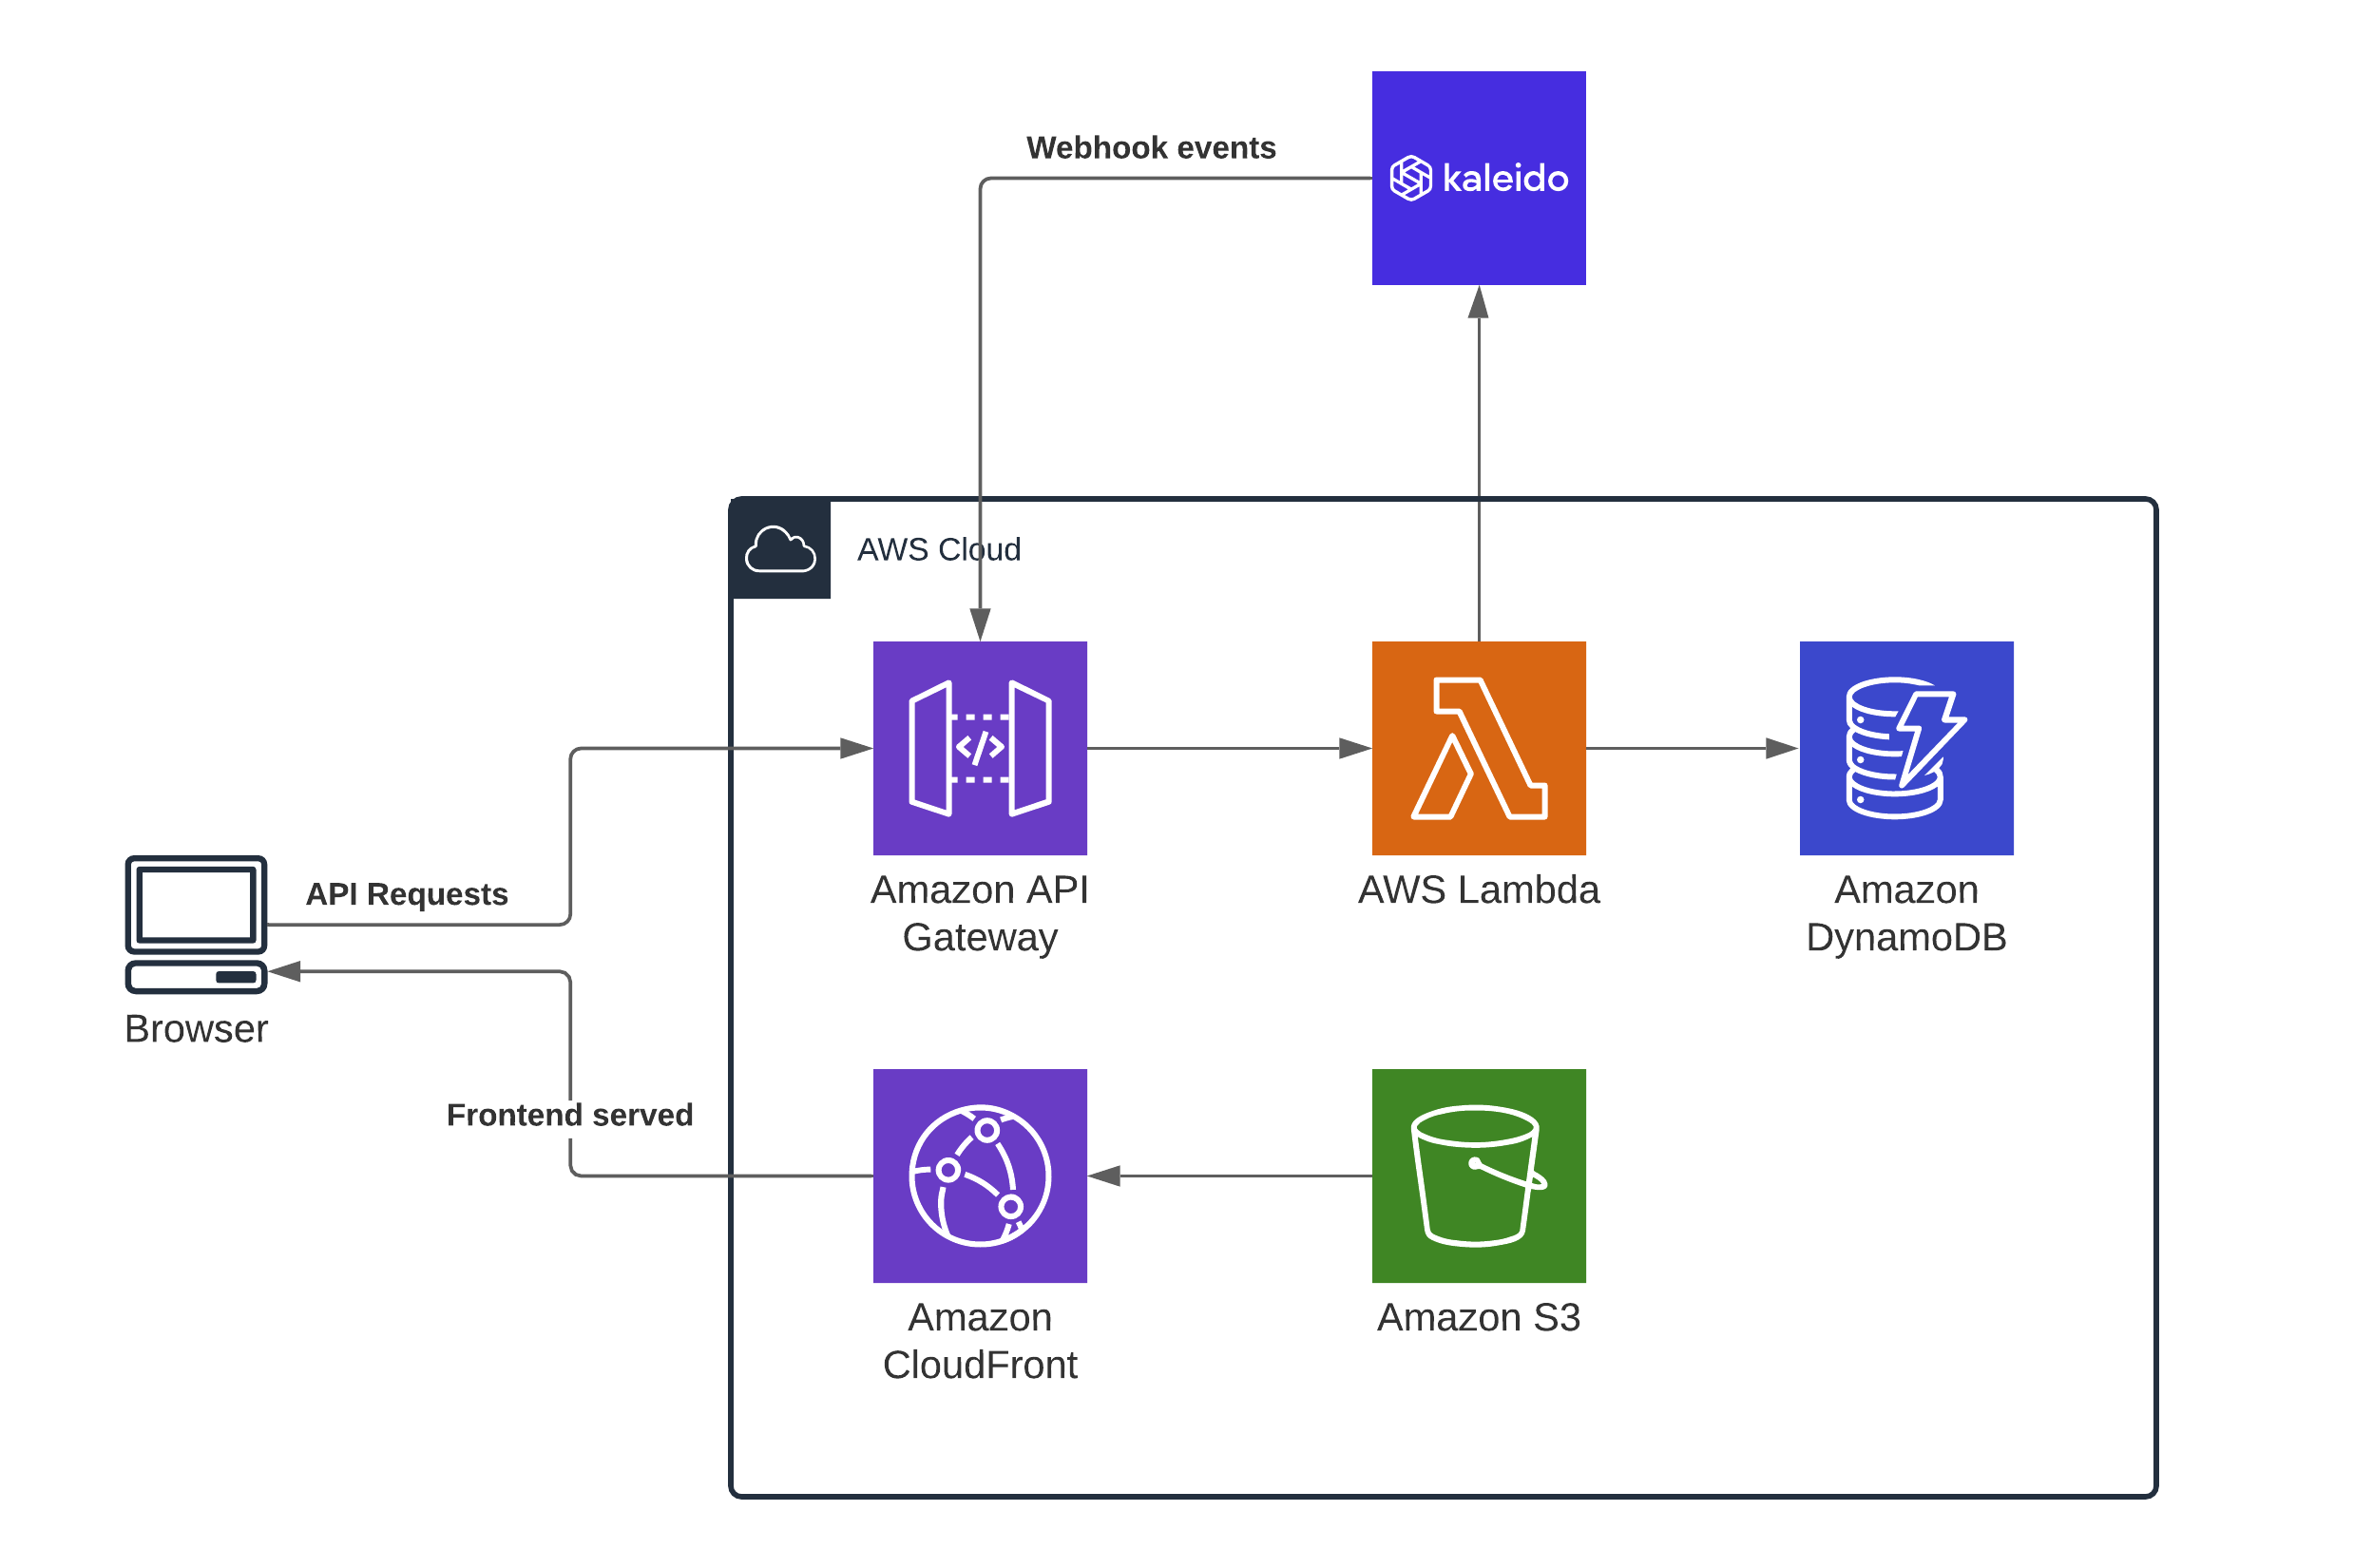 Webhook events
kaleido
AWS Cloud
</>
API Requests
Amazon API
Gateway
AWS Lambda
Amazon
DynamoDB
Browser
Frontend served
Amazon
CloudFront
Amazon S3